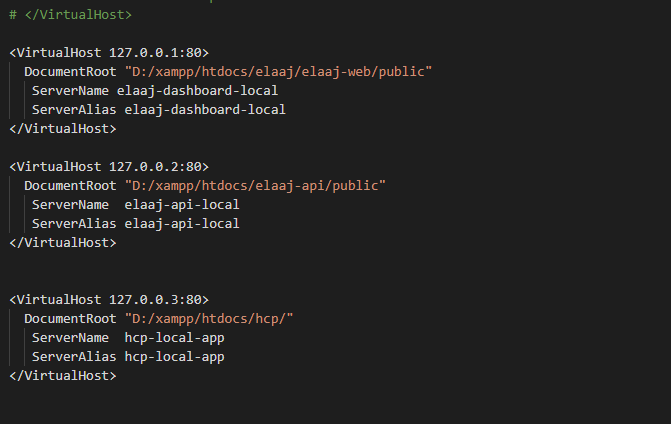 # </VirtualHost>
<VirtualHost 127.0.0.1:80>
DocumentRoot "D:/xampp/htdocs/elaaj/elaaj-web/public"
ServerName elaaj-dashboard-local
ServerAlias elaaj-dashboard-local
</VirtualHost>
<VirtualHost 127.0.0.2:80>
DocumentRoot "D:/xampp/htdocs/elaaj-api/public"
ServerName  elaaj-api-local
ServerAlias elaaj-api-local
</VirtualHost>
<VirtualHost 127.0.0.3:80>
DocumentRoot "D:/xampp/htdocs/hcp/"
ServerName  hcp-local-app
ServerAlias hcp-local-app
</VirtualHost>